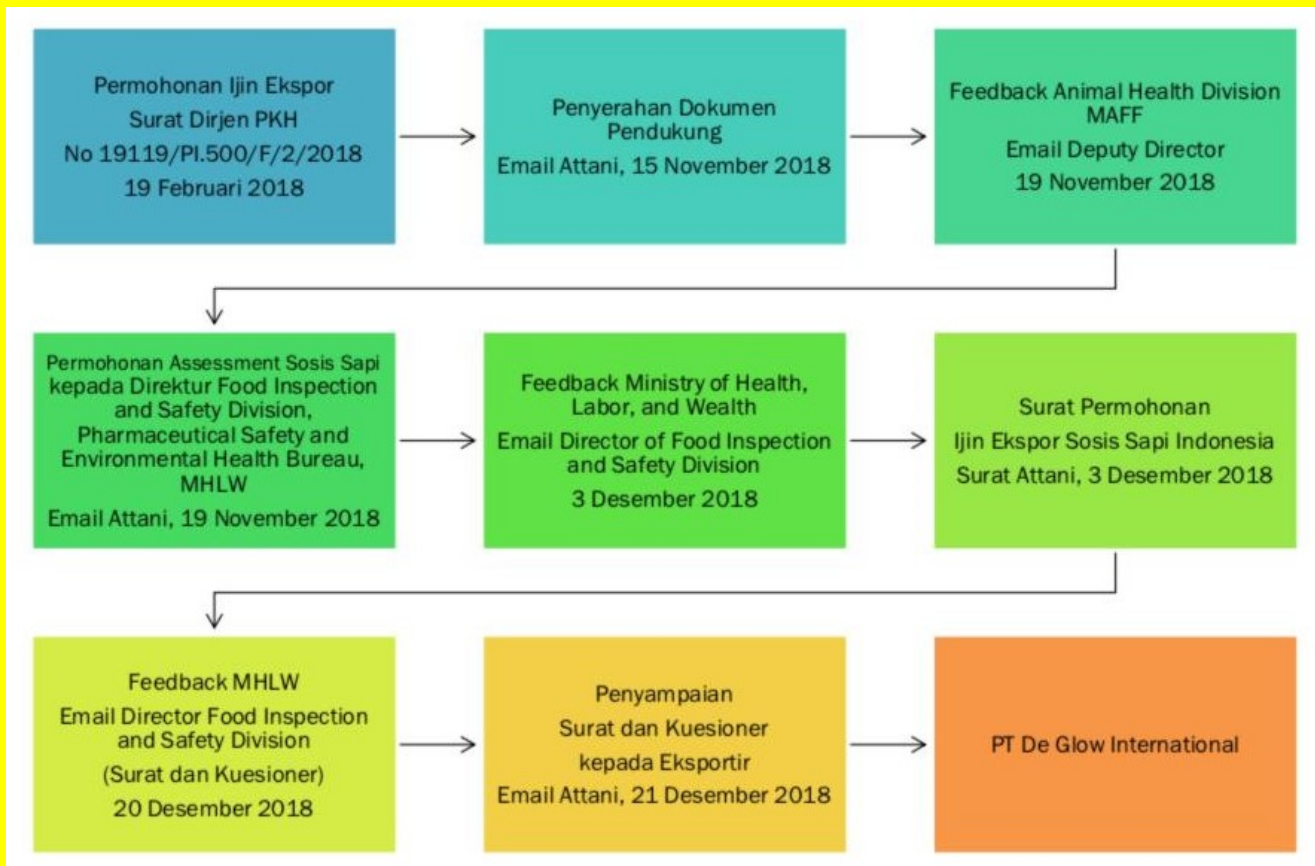 Permohonan Ijin Ekspor
Surat Dirjen PKH
No 19119/PI.500/F/2/2018
19 Februari 2018
Penyerahan Dokumen
Pendukung
Email Attani, 15 November 2018
Feedback Animal Health Division
MAFF
Email Deputy Director
19 November 2018
Permohonan Assessment Sosis Sapi
kepada Direktur Food Inspection
and Safety Division,
Pharmaceutical Safety and
Environmental Health Bureau,
MHLW
Email Attani, 19 November 2018
Feedback Ministry of Health,
Labor, and Wealth
Email Director of Food Inspection
and Safety Division
3 Desember 2018
Surat Permohonan
Ijin Ekspor Sosis Sapi Indonesia
Surat Attani, 3 Desember 2018
Feedback MHLW
Email Director Food Inspection
and Safety Division
(Surat dan Kuesioner)
20 Desember 2018
Penyampaian
Surat dan Kuesioner
kepada Eksportir
Email Attani, 21 Desember 2018
PT De Glow International